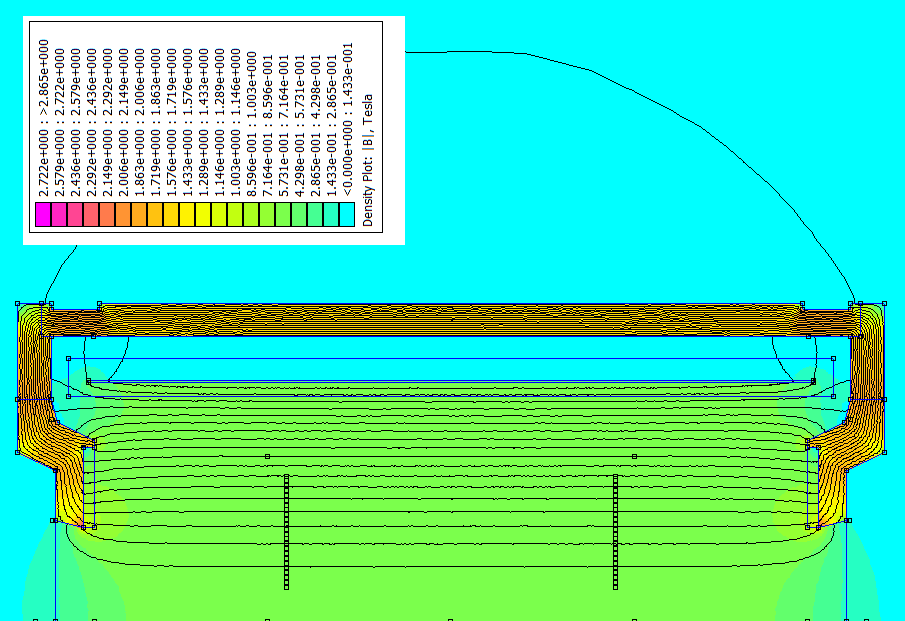 2.722e+000 : >2.865e+000
2.579e+000 : 2.722e+000
2.436e+000 : 2.579e+000
2.292e+000 : 2.436e+000
2.149e+000 : 2.292e+000
2.006e+000 : 2.149e+000
1.863e+000 : 2.006e+000
1.719e+000 : 1.863e+000
1.576e+000 : 1.719e+000
1.433e+000 : 1.576e+000
1.289e+000 : 1.433e+000
1.146e+000 : 1.289e+000
1.003e+000 : 1.146e+000
8.596e-001 : 1.003e+000
7.164e-001 : 8.596e-001
5.731e-001 : 7.164e-001
4.298e-001 : 5.731e-001
2.865e-001 : 4.298e-001
1.433e-001 : 2.865e-001
<0.000e+000 : 1.433e-001
Density Plot: |B|, Tesla